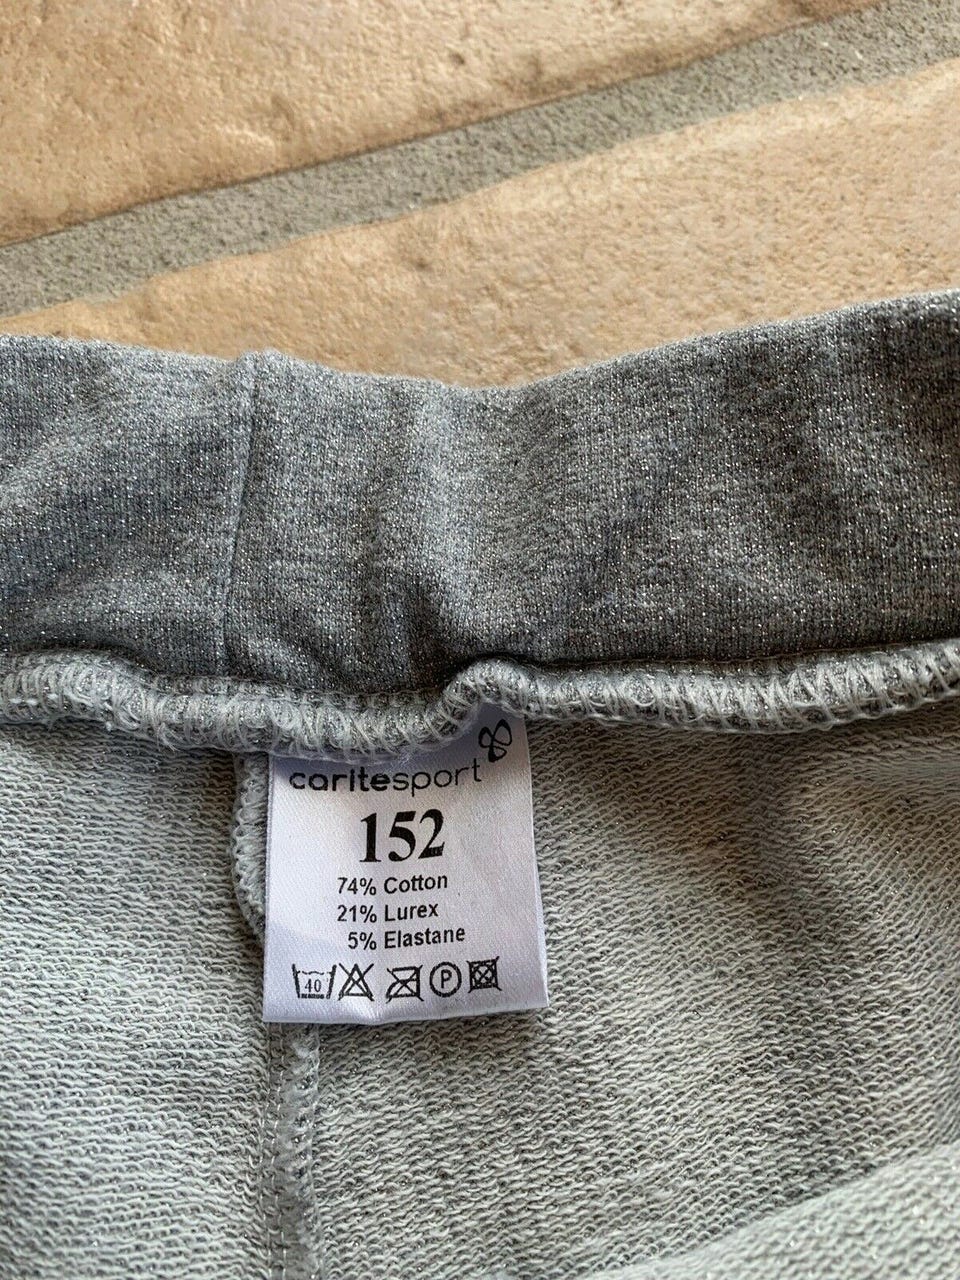 caritesport
152
74% Cotton
21% Lurex
5% Elastane
40 P